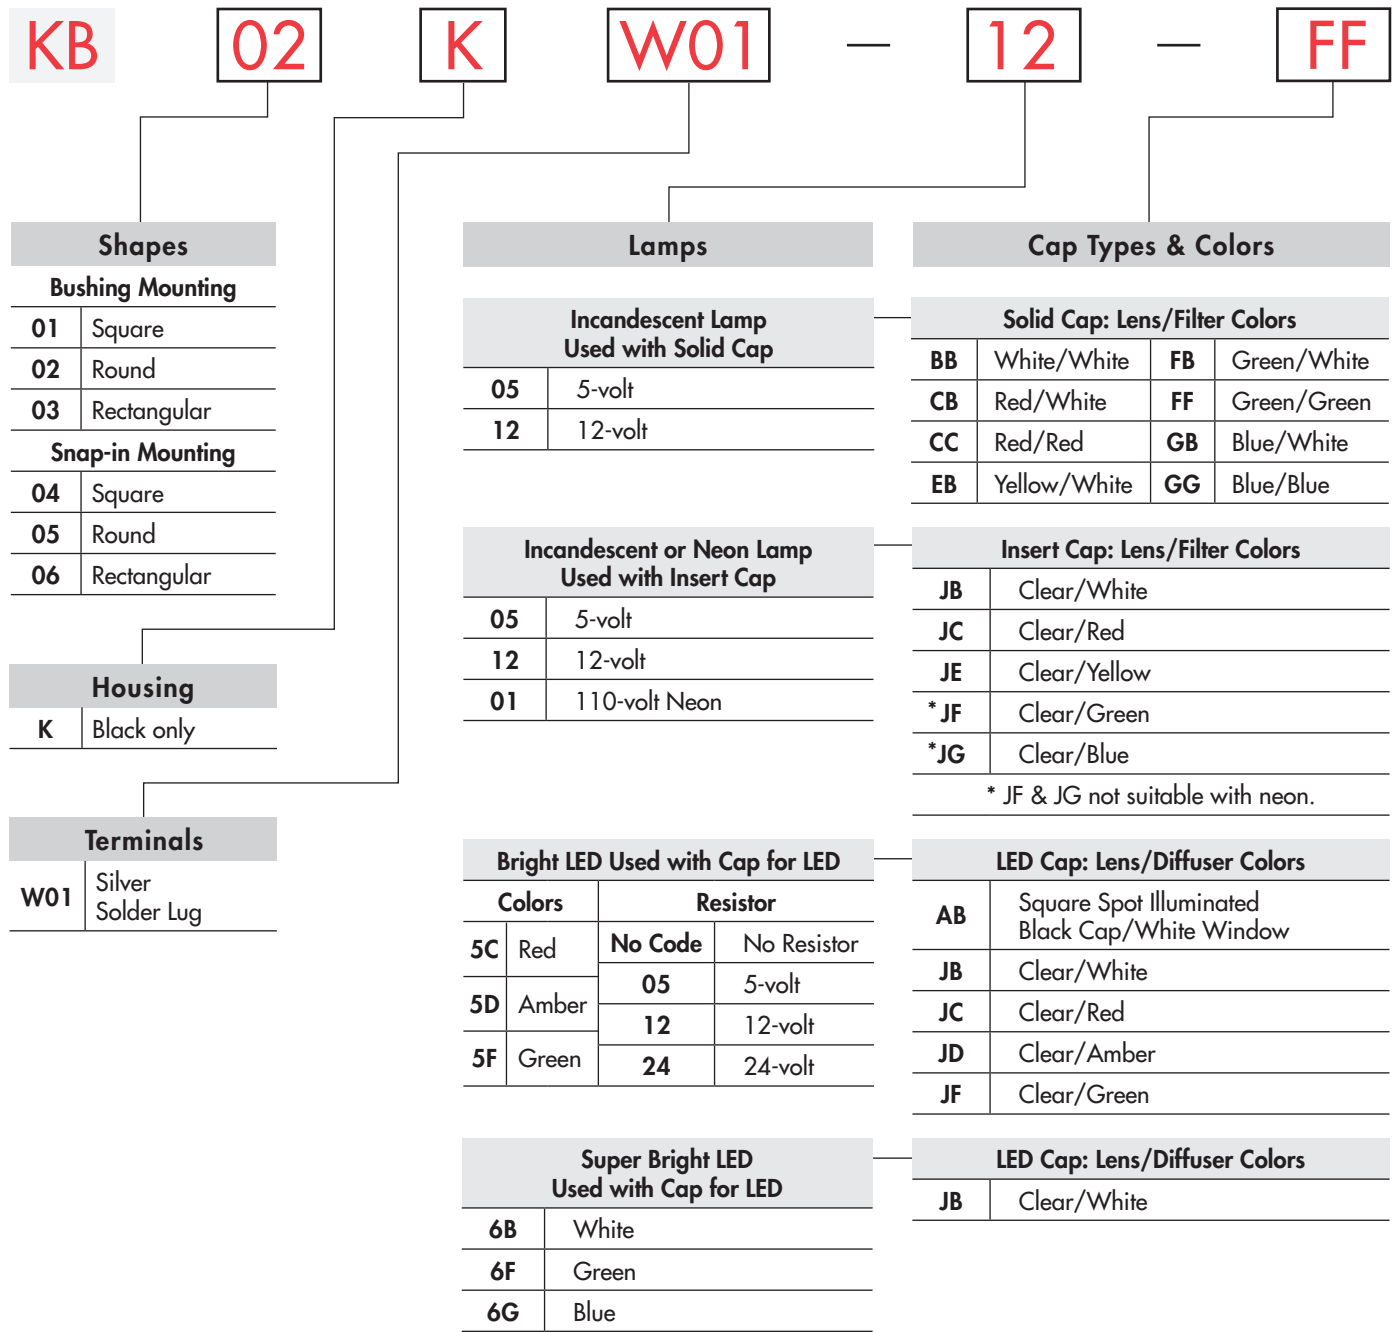 KB 02 K W01 — 12 — FF
Shapes
Bushing Mounting
01 Square
02 Round
03 Rectangular
Snap-in Mounting
04 Square
05 Round
06 Rectangular
Housing
K Black only
Terminals
W01 Silver
Solder Lug
Lamps
Incandescent Lamp
Used with Solid Cap
05 5-volt
12 12-volt
Incandescent or Neon Lamp
Used with Insert Cap
05 5-volt
12 12-volt
01 110-volt Neon
Bright LED Used with Cap for LED
Colors Resistor
5C Red
5D Amber
5F Green
No Code No Resistor
05 5-volt
12 12-volt
24 24-volt
Super Bright LED
Used with Cap for LED
6B White
6F Green
6G Blue
Cap Types & Colors
Solid Cap: Lens/Filter Colors
BB White/White FB Green/White
CB Red/White FF Green/Green
CC Red/Red GB Blue/White
EB Yellow/White GG Blue/Blue
Insert Cap: Lens/Filter Colors
JB Clear/White
JC Clear/Red
JE Clear/Yellow
* JF Clear/Green
*JG Clear/Blue
* JF & JG not suitable with neon.
LED Cap: Lens/Diffuser Colors
AB Square Spot Illuminated
Black Cap/White Window
JB Clear/White
JC Clear/Red
JD Clear/Amber
JF Clear/Green
LED Cap: Lens/Diffuser Colors
JB Clear/White